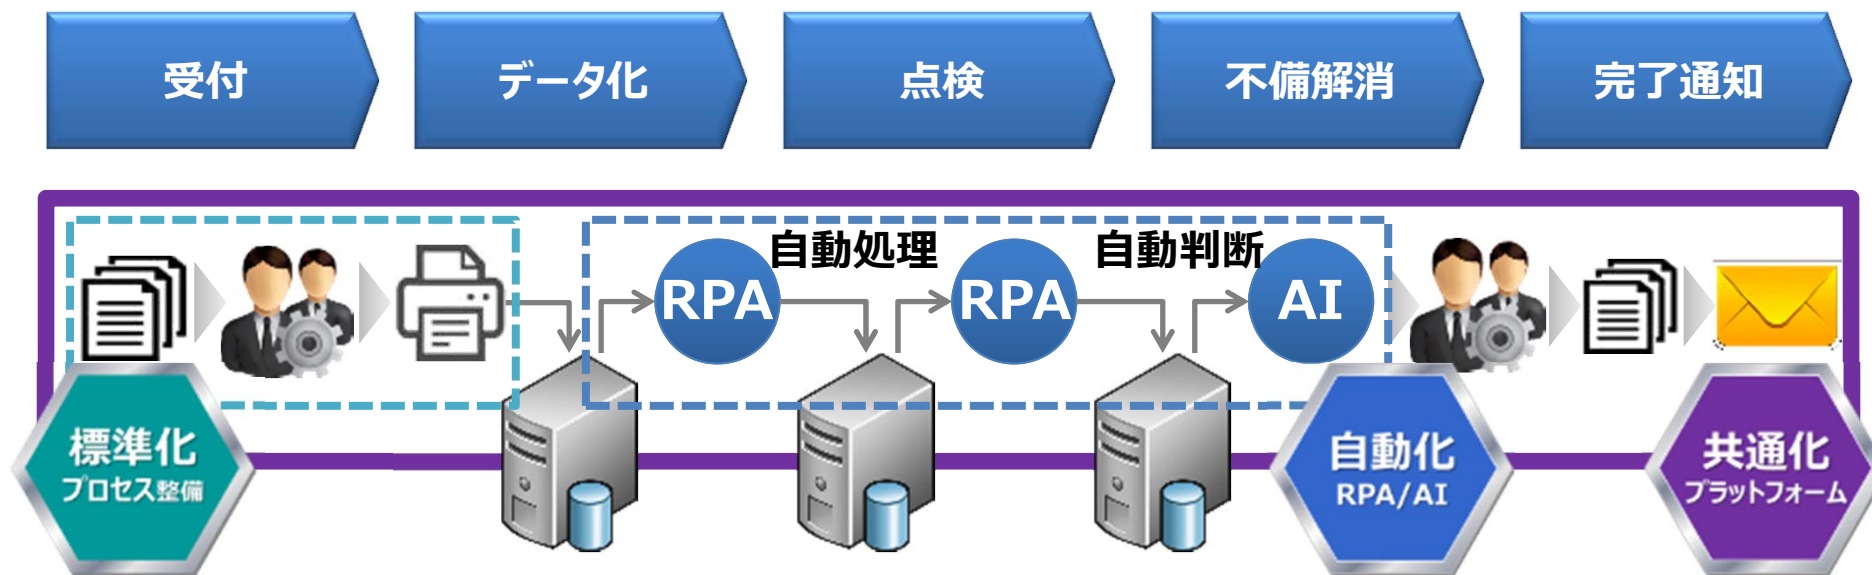 受付
データ化
点検
不備解消
完了通知
自動処理
自動判断
RPA
RPA
AI
標準化
プロセス整備
自動化
RPA/AI
共通化
プラットフォーム